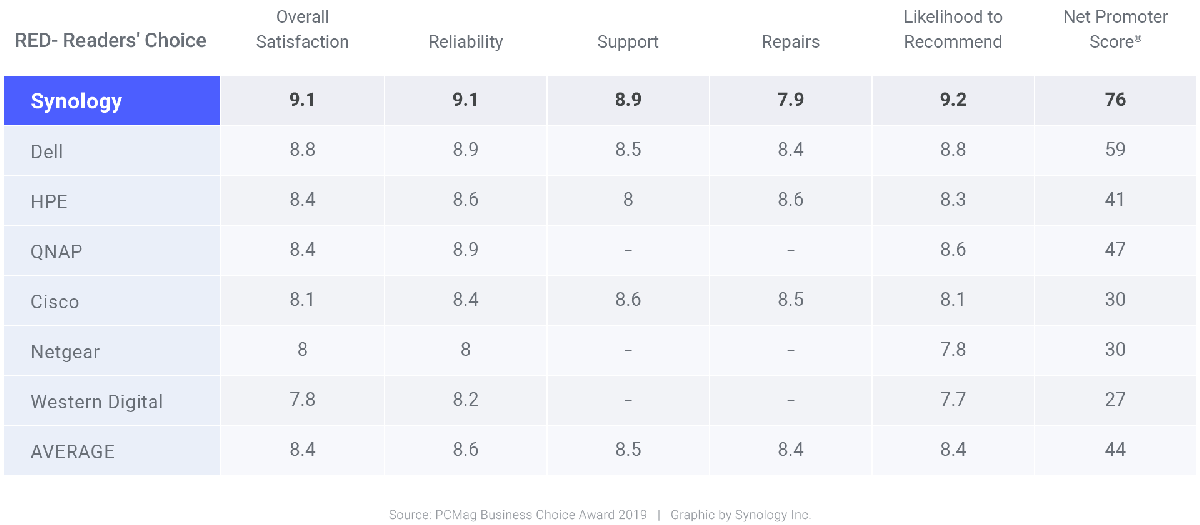 RED- Readers' Choice Overall Satisfaction Reliability Support Repairs Likelihood to Recommend Net Promoter Score®
Synology 9.1 9.1 8.9 7.9 9.2 76
Dell 8.8 8.9 8.5 8.4 8.8 59
HPE 8.4 8.6 8 8.6 8.3 41
QNAP 8.4 8.9 – – 8.6 47
Cisco 8.1 8.4 8.6 8.5 8.1 30
Netgear 8 8 – – 7.8 30
Western Digital 7.8 8.2 – – 7.7 27
AVERAGE 8.4 8.6 8.5 8.4 8.4 44
Source: PCMag Business Choice Award 2019 | Graphic by Synology Inc.